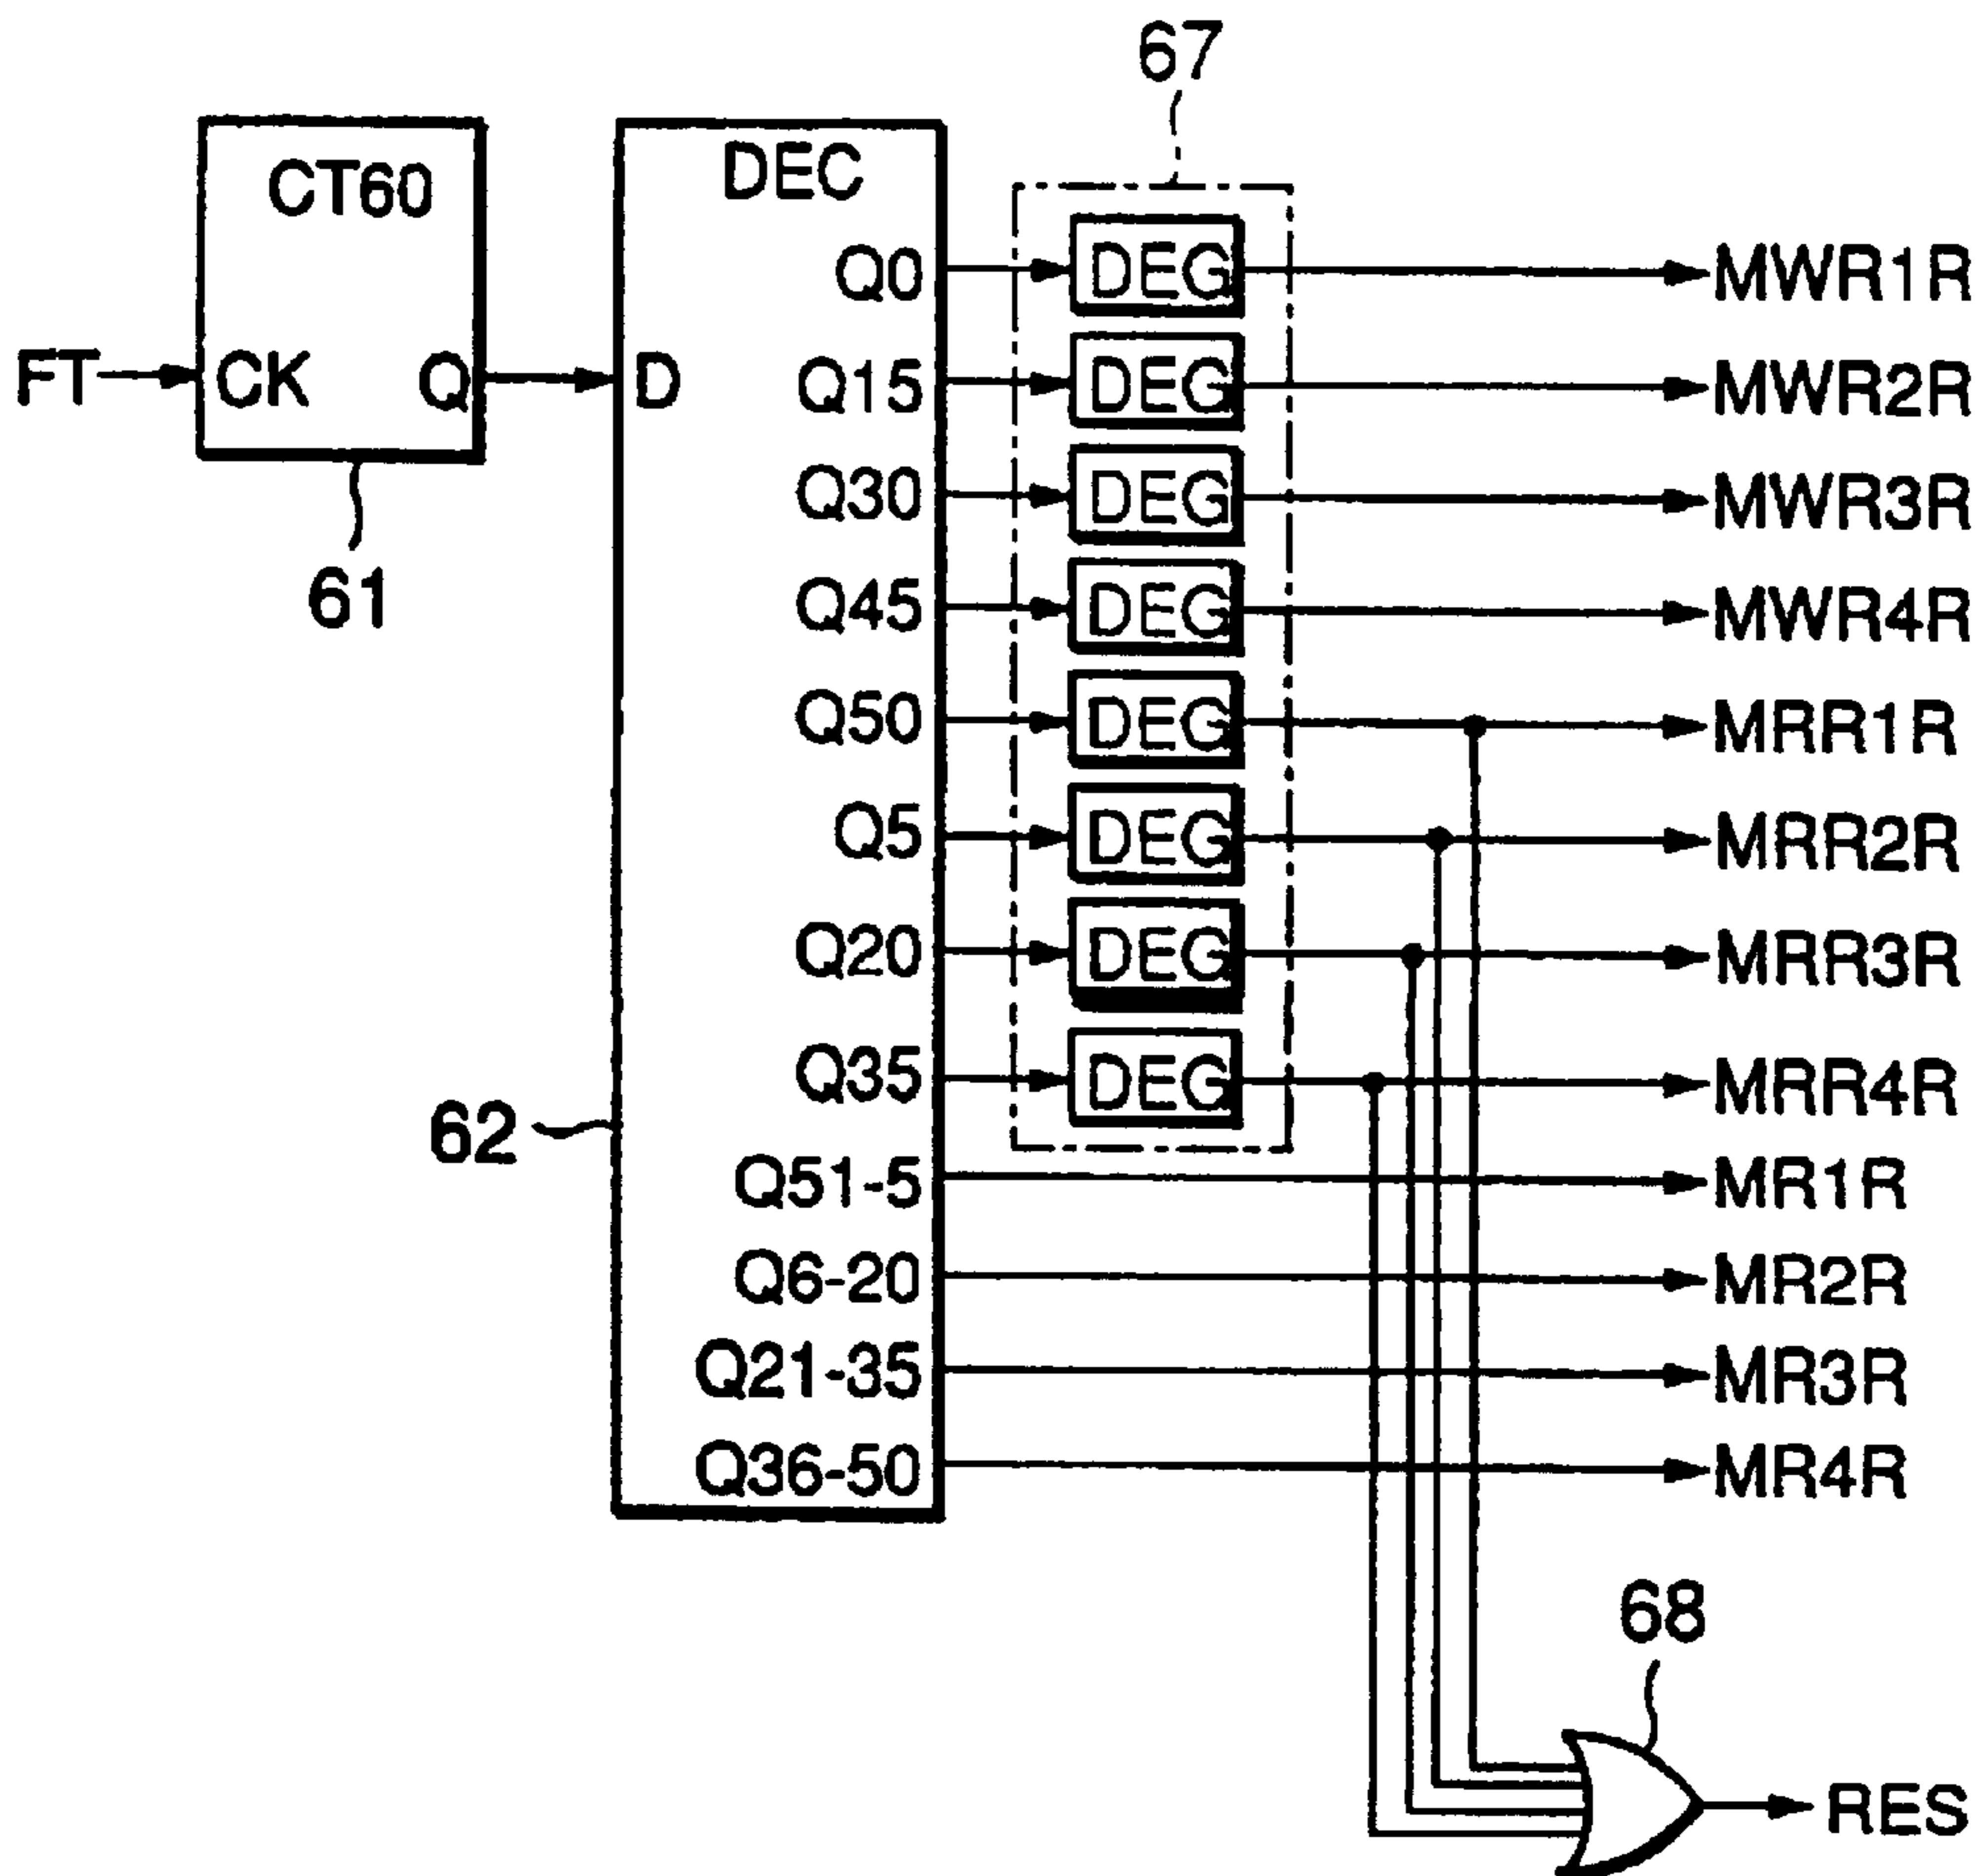 67
CT60
DEC
Q0 DEG MWR1R
FT CK Q D Q15 DEG MWR2R
Q30 DEG MWR3R
61 Q45 DEG MWR4R
Q50 DEG MRR1R
Q5 DEG MRR2R
Q20 DEG MRR3R
Q35 DEG MRR4R
62
Q51-5 MR1R
Q6-20 MR2R
Q21-35 MR3R
Q36-50 MR4R
68
RES